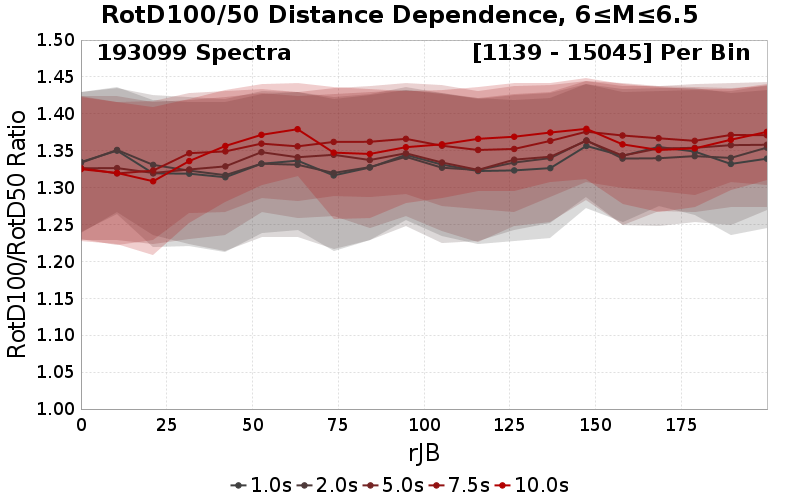 RotD100/50 Distance Dependence, 6≤M≤6.5
193099 Spectra
[1139 - 15045] Per Bin
RotD100/RotD50 Ratio
1.50
1.45
1.40
1.35
1.30
1.25
1.20
1.15
1.10
1.05
1.00
0 25 50 75 100 125 150 175
rJB
1.0s 2.0s 5.0s 7.5s 10.0s